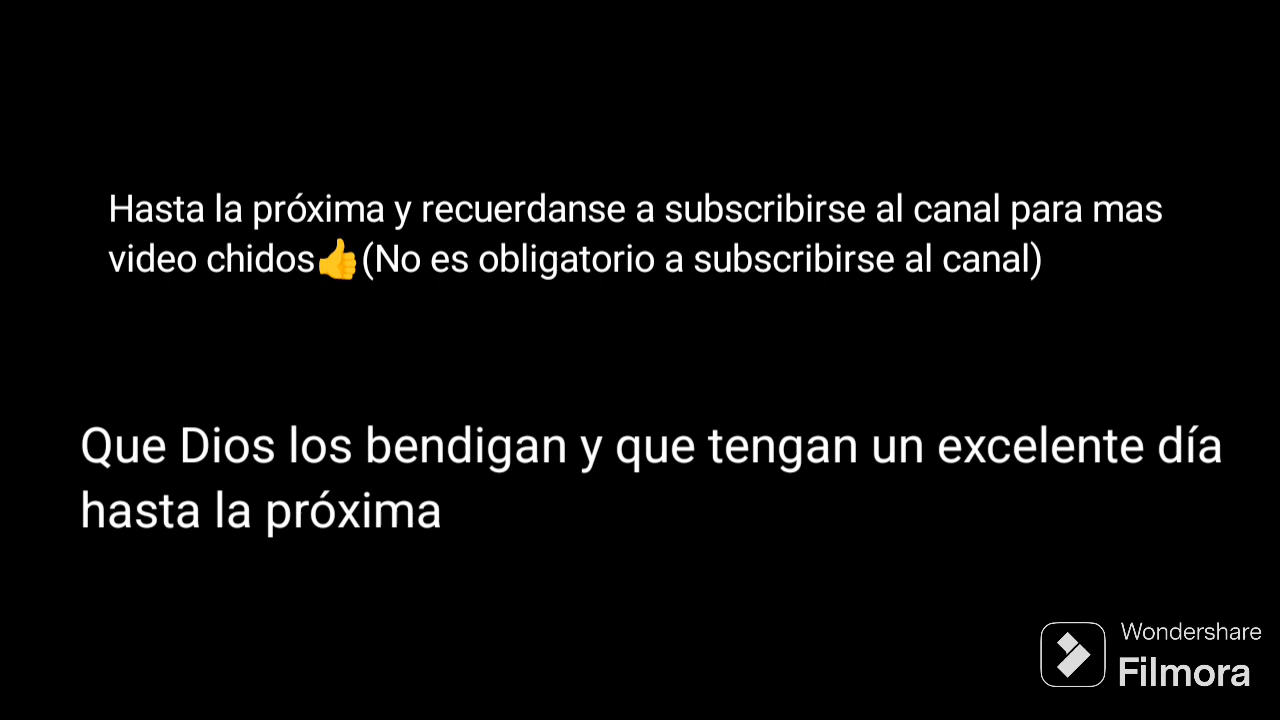 Hasta la próxima y recuerdanse a subscribirse al canal para mas
video chidos👍(No es obligatorio a subscribirse al canal)
Que Dios los bendigan y que tengan un excelente día
hasta la próxima
Wondershare
Filmora